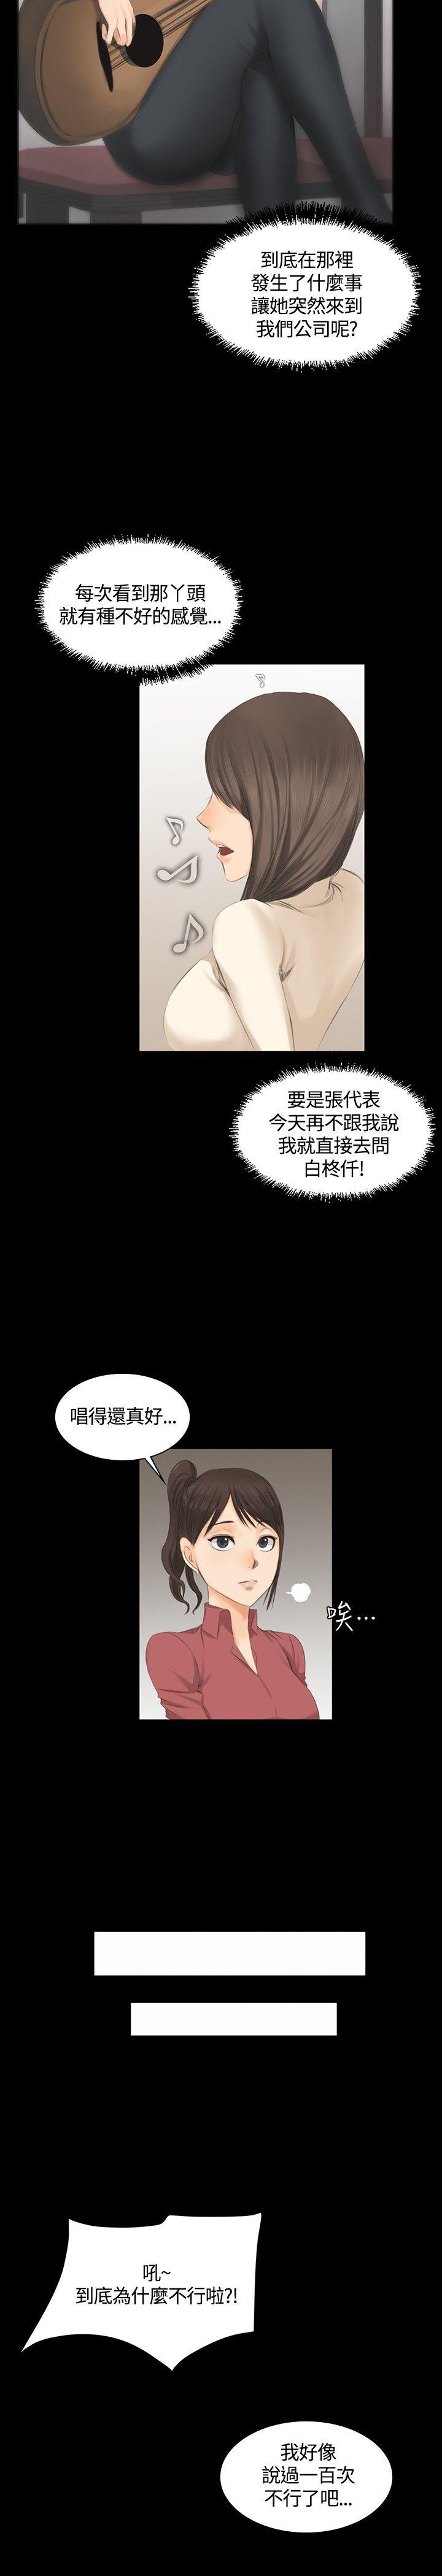 到底在那裡
發生了什麼事
讓她突然來到
我們公司呢?
每次看到那丫頭
就有種不好的感覺...
要是張代表
今天再不跟我說
我就直接去問
白柊仟!
唱得還真好...
唉...
吼~
到底為什麼不行啦?!
我好像
說過一百次
不行了吧...